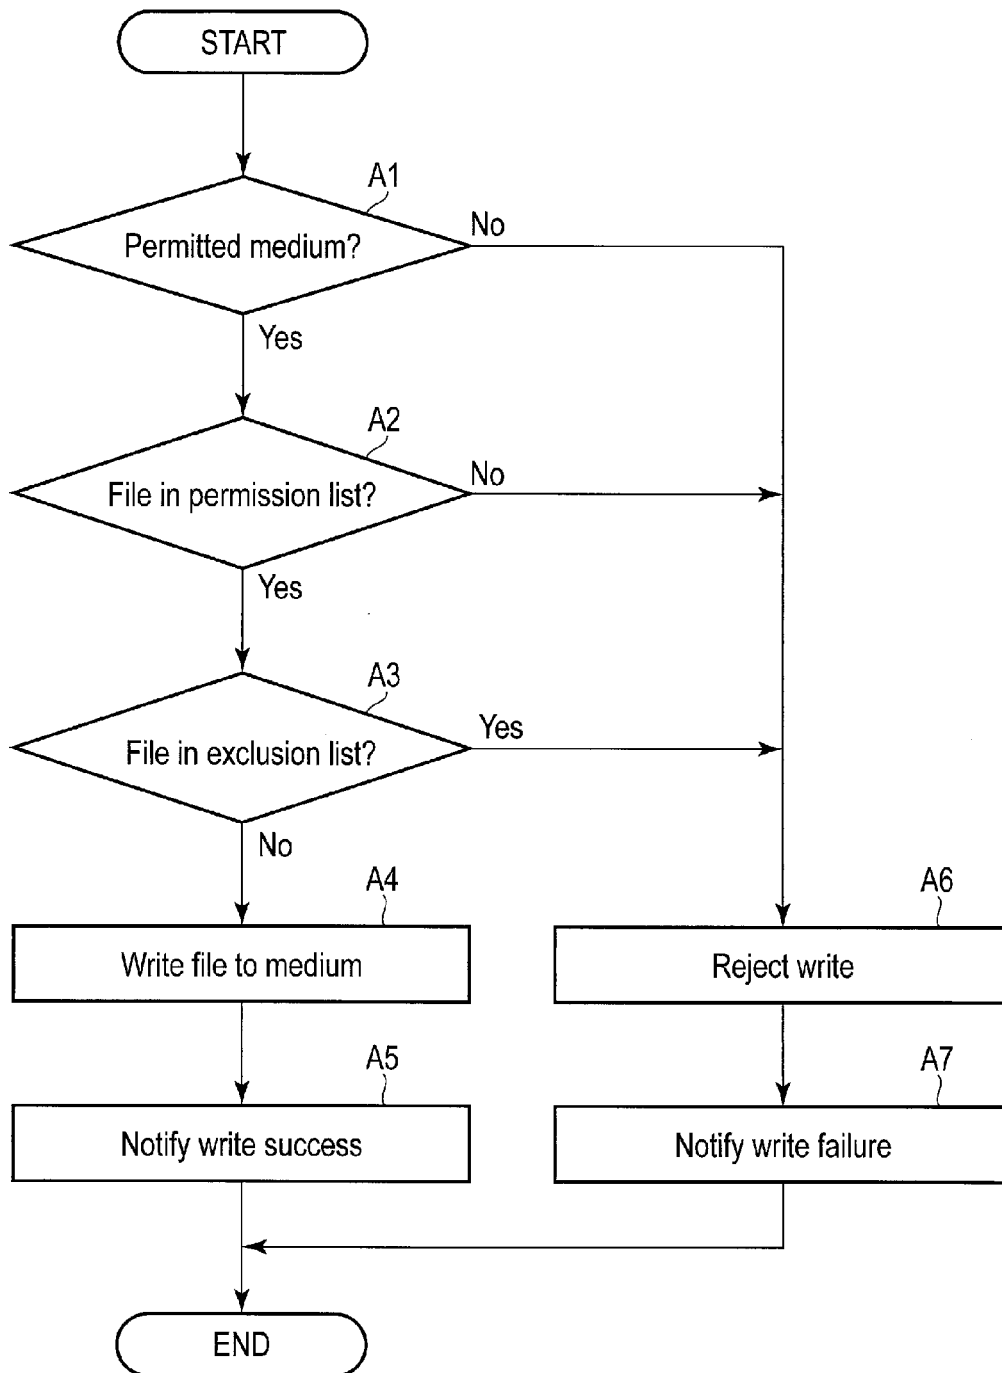 START
A1
Permitted medium?
No
Yes
A2
File in permission list?
No
Yes
A3
File in exclusion list?
Yes
No
A4
Write file to medium
A6
Reject write
A5
Notify write success
A7
Notify write failure
END